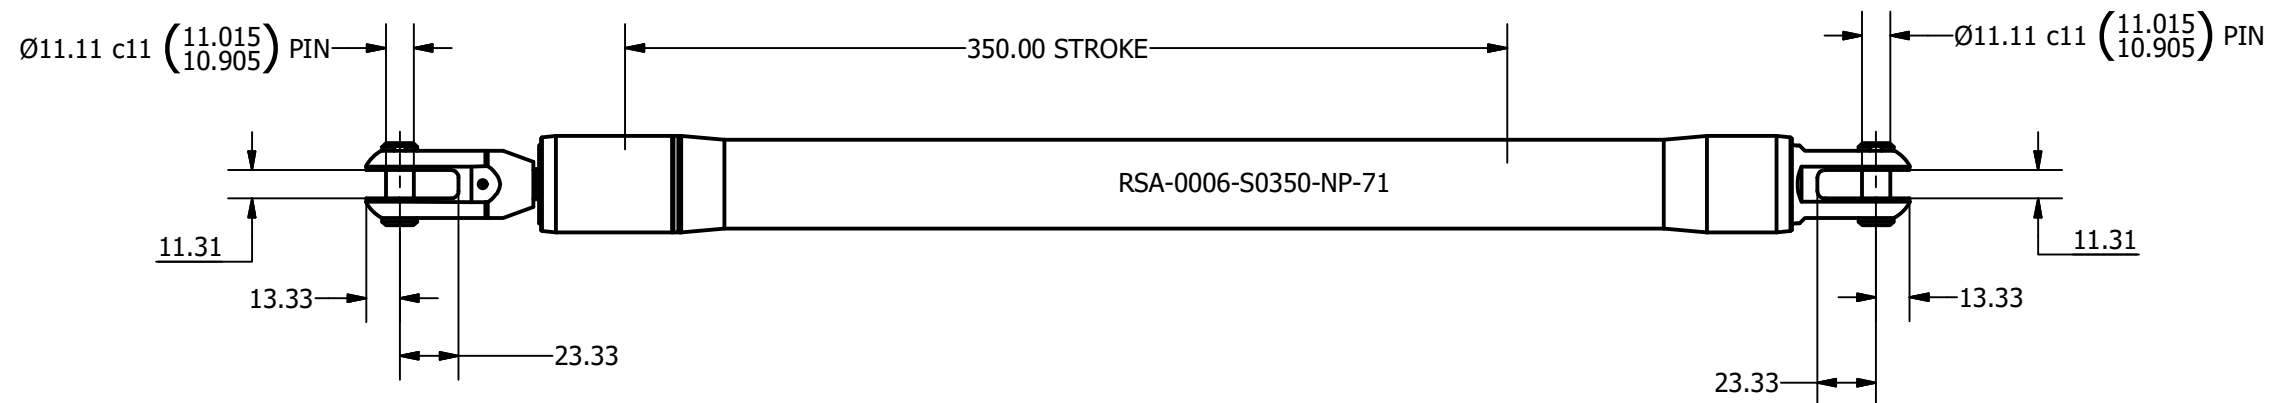 Ø11.11 c11 (11.015
10.905) PIN
350.00 STROKE
Ø11.11 c11 (11.015
10.905) PIN
RSA-0006-S0350-NP-71
11.31
11.31
13.33
13.33
23.33
23.33